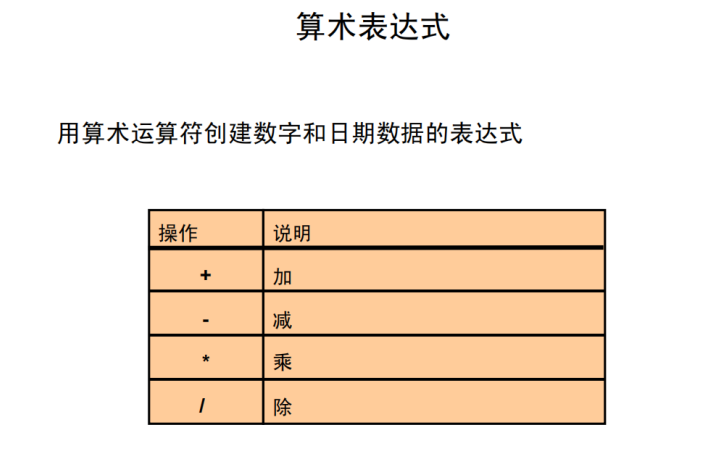 算术表达式
用算术运算符创建数字和日期数据的表达式
操作 说明
+ 加
- 减
* 乘
/ 除